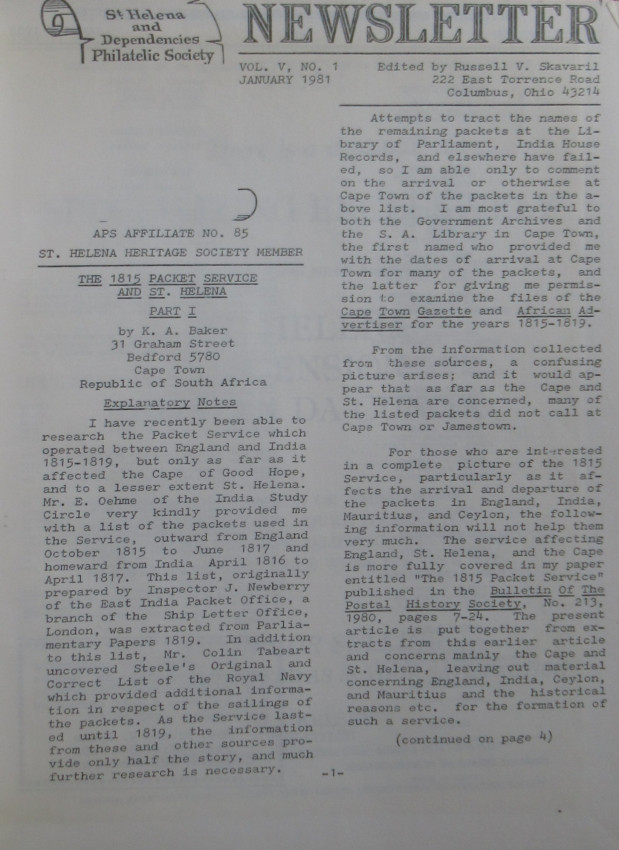 St. Helena
and
Dependencies
Philatelic Society
NEWSLETTER
VOL. V, NO. 1
JANUARY 1981
Edited by Russell V. Skavaril
222 East Torrence Road
Columbus, Ohio 43214
APS AFFILIATE NO. 85
ST. HELENA HERITAGE SOCIETY MEMBER
THE 1815 PACKET SERVICE
AND ST. HELENA
PART I
by K. A. Baker
31 Graham Street
Bedford 5780
Cape Town
Republic of South Africa
Explanatory Notes
I have recently been able to
research the Packet Service which
operated between England and India
1815-1819, but only as far as it
affected the Cape of Good Hope,
and to a lesser extent St. Helena.
Mr. E. Oehme of the India Study
Circle very kindly provided me
with a list of the packets used in
the Service, outward from England
October 1815 to June 1817 and
homeward from India April 1816 to
April 1817. This list, originally
prepared by Inspector J. Newberry
of the East India Packet Office, a
branch of the Ship Letter Office,
London, was extracted from Parlia-
mentary Papers 1819. In addition
to this list, Mr. Colin Tabeart
uncovered Steele's Original and
Correct List of the Royal Navy
which provided additional informa-
tion in respect of the sailings of
the packets. As the Service last-
ed until 1819, the information
from these and other sources pro-
vide only half the story, and much
further research is necessary.
Attempts to tract the names of
the remaining packets at the Li-
brary of Parliament, India House
Records, and elsewhere have fail-
ed, so I am able only to comment
on the arrival or otherwise at
Cape Town of the packets in the a-
bove list. I am most grateful to
both the Government Archives and
the S. A. Library in Cape Town,
the first named who provided me
with the dates of arrival at Cape
Town for many of the packets, and
the latter for giving me permis-
sion to examine the files of the
Cape Town Gazette and African Ad-
vertiser for the years 1815-1819.
From the information collected
from these sources, a confusing
picture arises; and it would ap-
pear that as far as the Cape and
St. Helena are concerned, many of
the listed packets did not call at
Cape Town or Jamestown.
For those who are interested
in a complete picture of the 1815
Service, particularly as it af-
fects the arrival and departure of
the packets in England, India,
Mauritius, and Ceylon, the follow-
ing information will not help them
very much. The service affecting
England, St. Helena, and the Cape
is more fully covered in my paper
entitled "The 1815 Packet Service"
published in the Bulletin Of The
Postal History Society, No. 213,
1980, pages 7-24. The present
article is put together from ex-
tracts from this earlier article
and concerns mainly the Cape and
St. Helena, leaving out material
concerning England, India, Ceylon,
and Mauritius and the historical
reasons etc. for the formation of
such a service.
(continued on page 4)
-1-